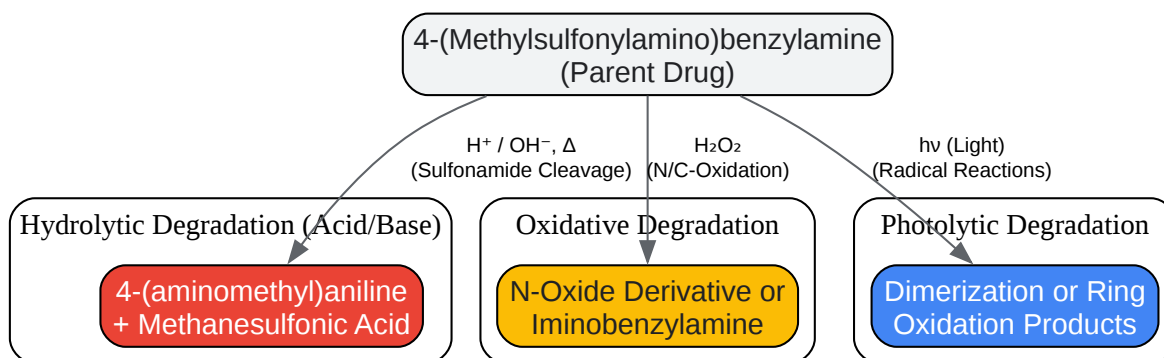 4-(Methylsulfonylamino)benzylamine
(Parent Drug)
H⁺ / OH⁻, Δ
(Sulfonamide Cleavage)
H₂O₂
(N/C-Oxidation)
hν (Light)
(Radical Reactions)
Hydrolytic Degradation (Acid/Base)
4-(aminomethyl)aniline
+ Methanesulfonic Acid
Oxidative Degradation
N-Oxide Derivative or
Iminobenzylamine
Photolytic Degradation
Dimerization or Ring
Oxidation Products